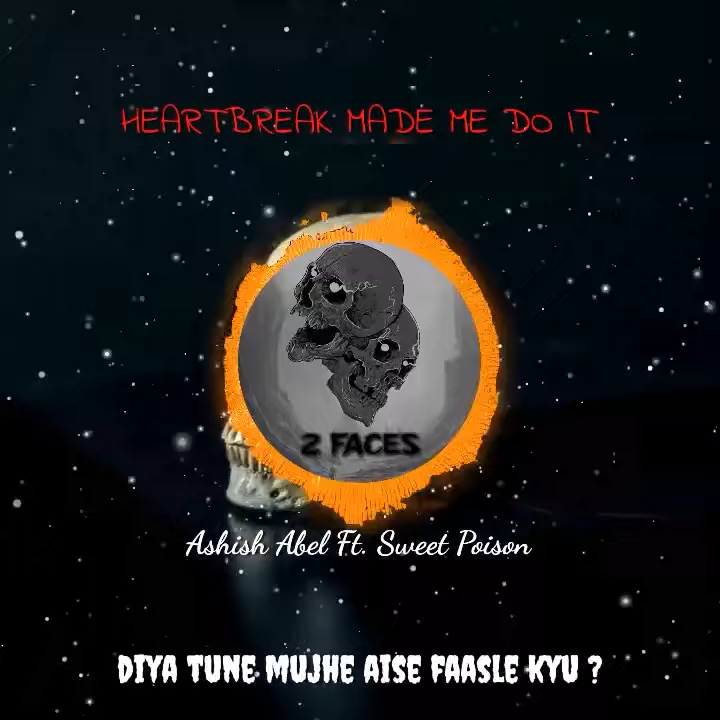 HEARTBREAK MADE ME DO IT
2 FACES
Ashish Abel Ft. Sweet Poison
DIYA TUNE MUJHE AISE FAASLE KYU ?